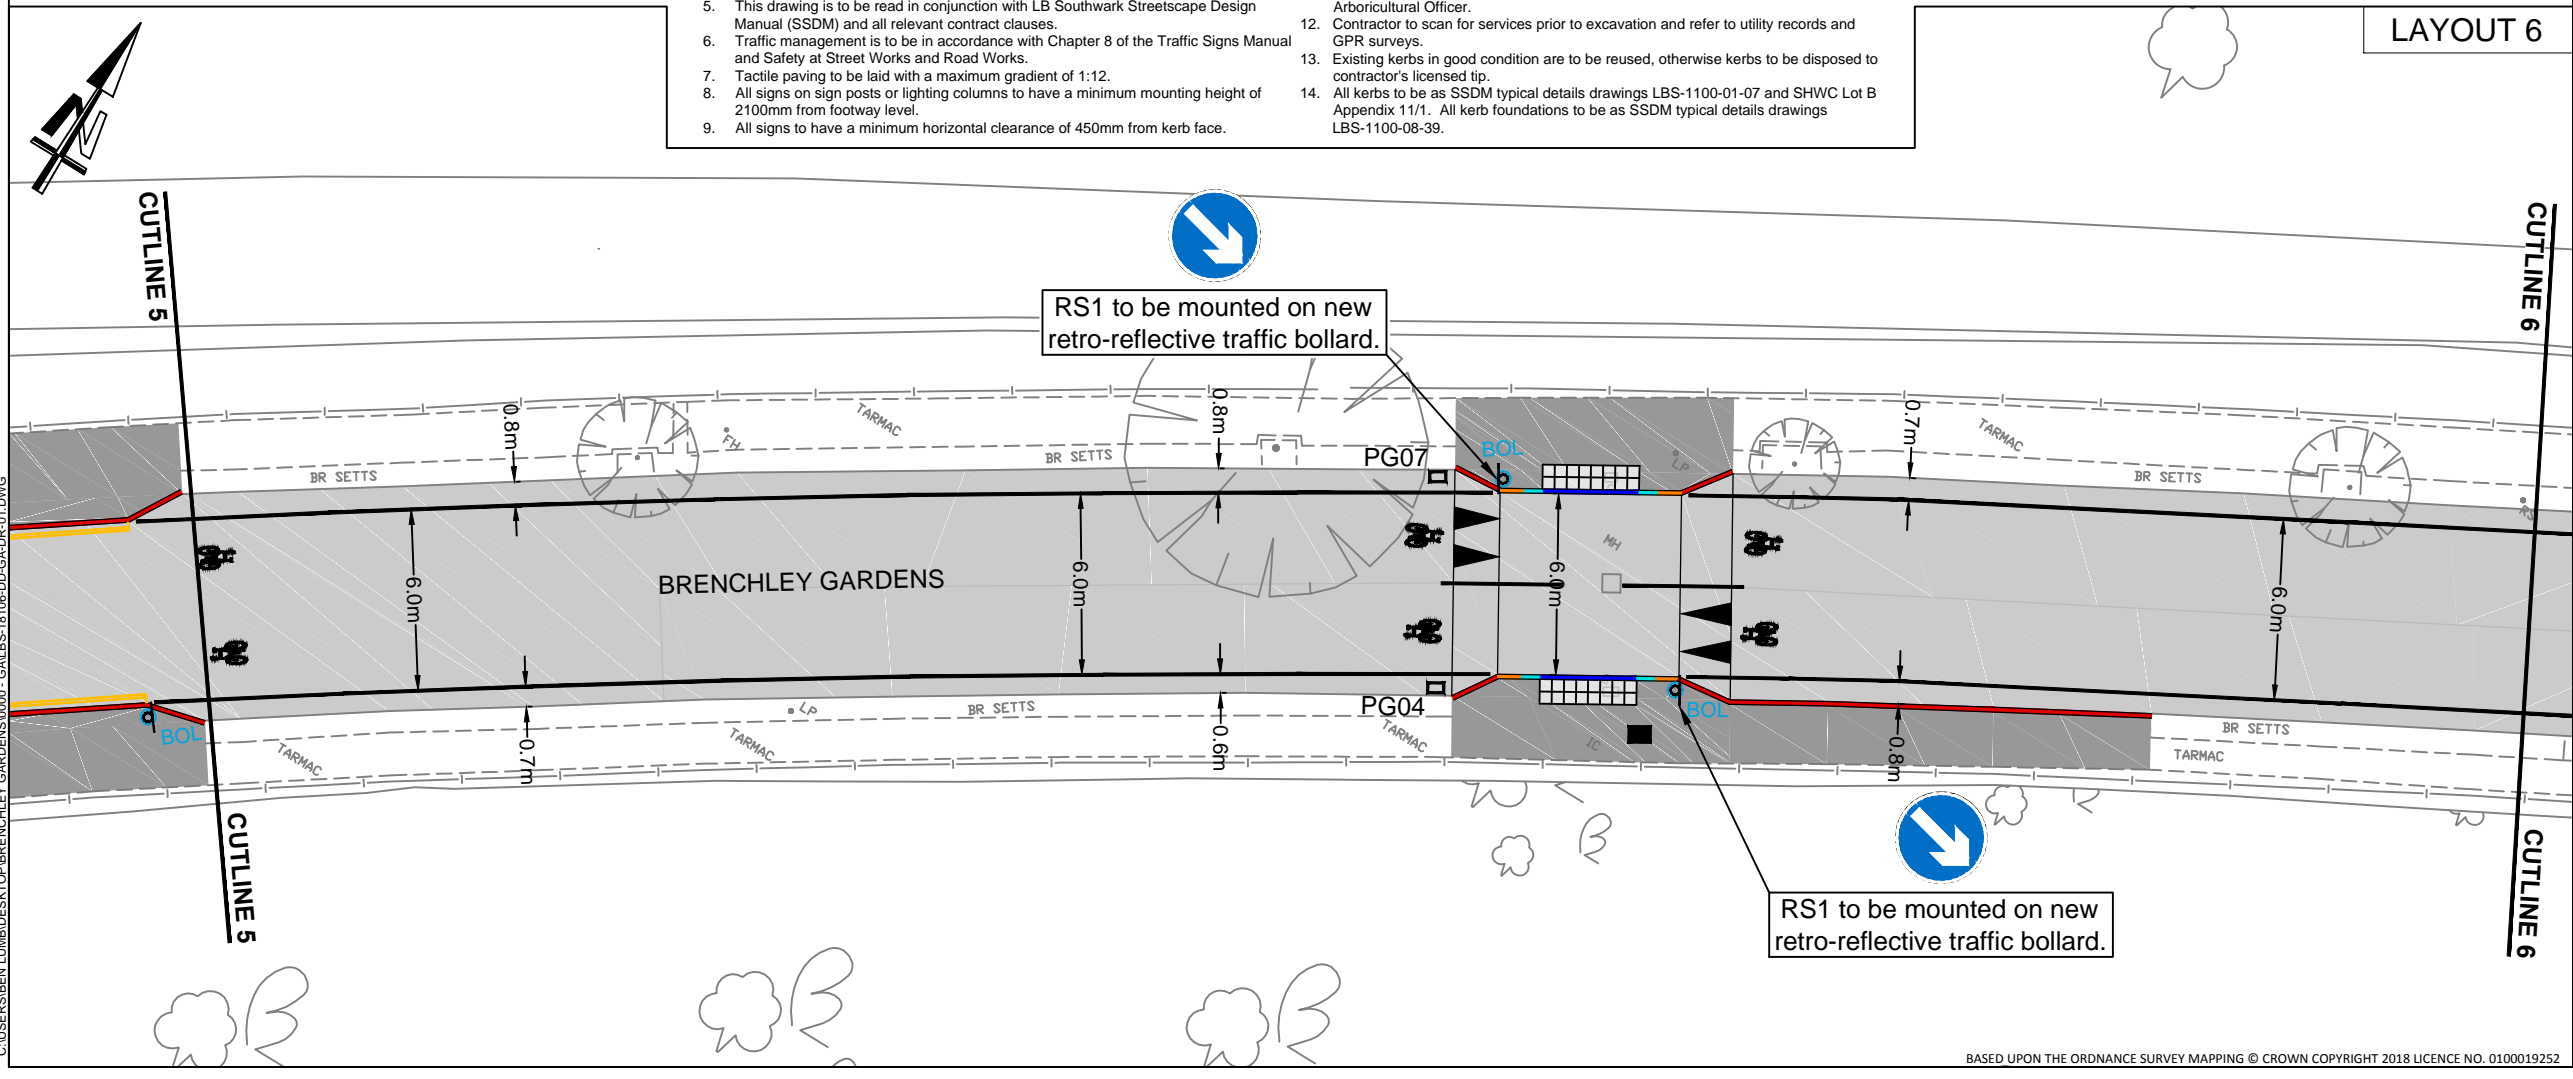 5. This drawing is to be read in conjunction with LB Southwark Streetscape Design
Manual (SSDM) and all relevant contract clauses.
6. Traffic management is to be in accordance with Chapter 8 of the Traffic Signs Manual
and Safety at Street Works and Road Works.
7. Tactile paving to be laid with a maximum gradient of 1:12.
8. All signs on sign posts or lighting columns to have a minimum mounting height of
2100mm from footway level.
9. All signs to have a minimum horizontal clearance of 450mm from kerb face.
Arboricultural Officer.
12. Contractor to scan for services prior to excavation and refer to utility records and
GPR surveys.
13. Existing kerbs in good condition are to be reused, otherwise kerbs to be disposed to
contractor's licensed tip.
14. All kerbs to be as SSDM typical details drawings LBS-1100-01-07 and SHWC Lot B
Appendix 11/1. All kerb foundations to be as SSDM typical details drawings
LBS-1100-08-39.
LAYOUT 6
N
CUTLINE 5
CUTLINE 6
RS1 to be mounted on new
retro-reflective traffic bollard.
0.8m
FH
TARMAC
0.8m
0.7m
TARMAC
BR SETTS
BR SETTS
PG07
BOL
LP
BR SETTS
RS
MH
6.0m
BRENCHLEY GARDENS
6.0m
6.0m
6.0m
BOL
TARMAC
0.7m
LP
TARMAC
BR SETTS
0.6m
PG04
TARMAC
IC
BOL
0.8m
BR SETTS
TARMAC
CUTLINE 5
CUTLINE 6
RS1 to be mounted on new
retro-reflective traffic bollard.
BASED UPON THE ORDNANCE SURVEY MAPPING © CROWN COPYRIGHT 2018 LICENCE NO. 0100019252